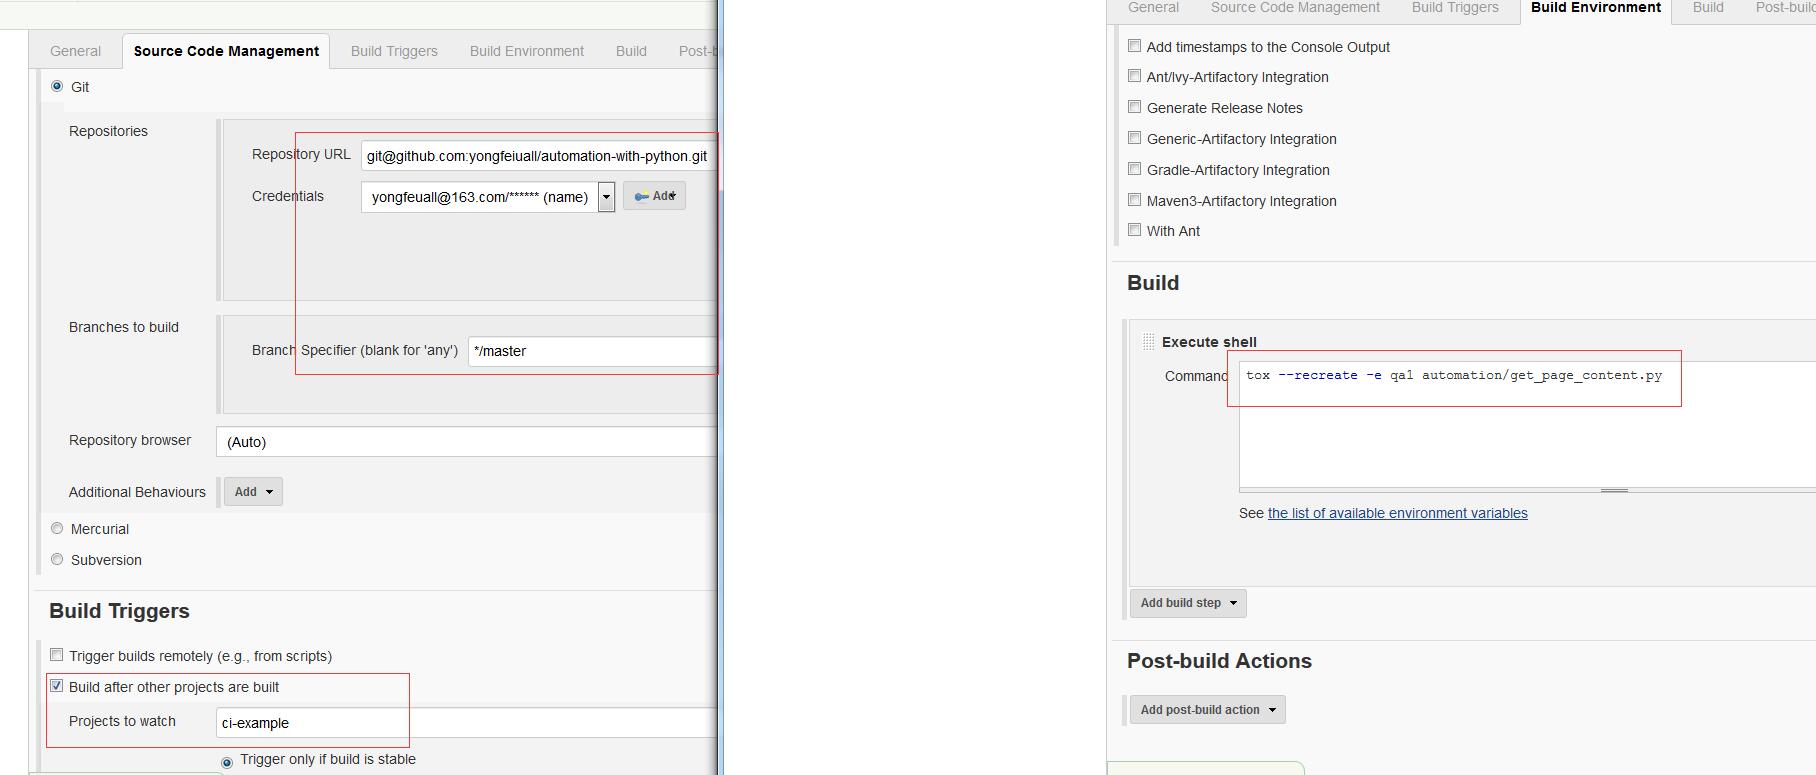 General Source Code Management Build Triggers Build Environment Build Post-b
Git
Repositories
Repository URL git@github.com:yongfeiuall/automation-with-python.git
Credentials yongfeuall@163.com/****** (name) Add
Branches to build
Branch Specifier (blank for 'any') */master
Repository browser (Auto)
Additional Behaviours Add
Mercurial
Subversion
Build Triggers
Trigger builds remotely (e.g., from scripts)
Build after other projects are built
Projects to watch ci-example
Trigger only if build is stable
General Source Code Management Build Triggers Build Environment Build Post-build
Add timestamps to the Console Output
Ant/Ivy-Artifactory Integration
Generate Release Notes
Generic-Artifactory Integration
Gradle-Artifactory Integration
Maven3-Artifactory Integration
With Ant
Build
Execute shell
Command tox --recreate -e qa1 automation/get_page_content.py
See the list of available environment variables
Add build step
Post-build Actions
Add post-build action